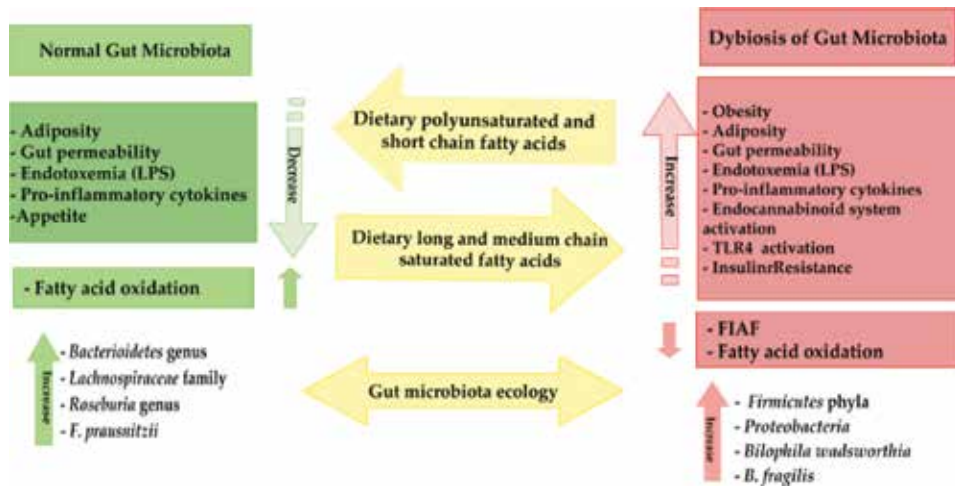 Normal Gut Microbiota
- Adiposity
- Gut permeability
- Endotoxemia (LPS)
- Pro-inflammatory cytokines
-Appetite
Decrease
- Fatty acid oxidation
Increase
- Bacterioidetes genus
- Lachnospiraceae family
- Roseburia genus
- F. prausnitzii
Dietary polyunsaturated and
short chain fatty acids
Dietary long and medium chain
saturated fatty acids
Gut microbiota ecology
Dybiosis of Gut Microbiota
Increase
- Obesity
- Adiposity
- Gut permeability
- Endotoxemia (LPS)
- Pro-inflammatory cytokines
- Endocannabinoid system
activation
- TLR4 activation
- InsulinrResistance
- FIAF
- Fatty acid oxidation
Increase
- Firmicutes phyla
- Proteobacteria
- Bilophila wadsworthia
- B. fragilis